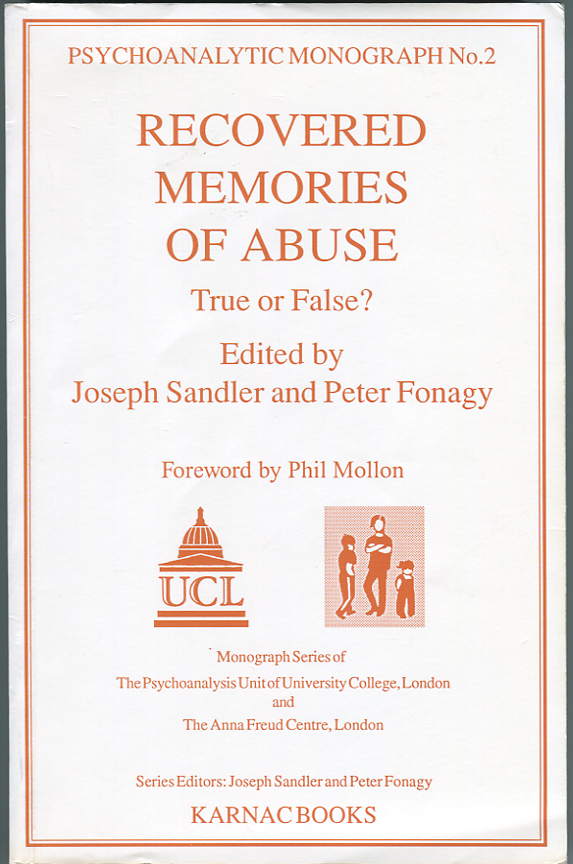 PSYCHOANALYTIC MONOGRAPH No.2
RECOVERED
MEMORIES
OF ABUSE
True or False?
Edited by
Joseph Sandler and Peter Fonagy
Foreword by Phil Mollon
UCL
Monograph Series of
The Psychoanalysis Unit of University College, London
and
The Anna Freud Centre, London
Series Editors: Joseph Sandler and Peter Fonagy
KARNAC BOOKS